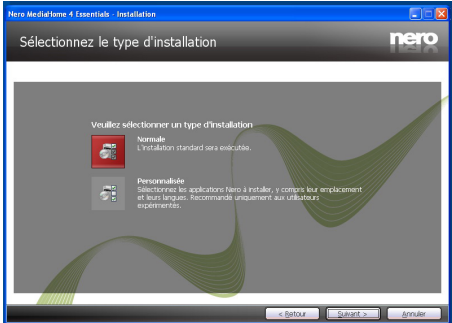 Nero MediaHome 4 Essentials - Installation
Sélectionnez le type d'installation
nero
Veuillez sélectionner un type d'installation
Normale
L'installation standard sera exécutée.
Personnalisée
Sélectionnez les applications Nero à installer, y compris leur emplacement
et leurs langues. Recommandé uniquement aux utilisateurs
expérimentés.
< Retour
Suivant >
Annuler